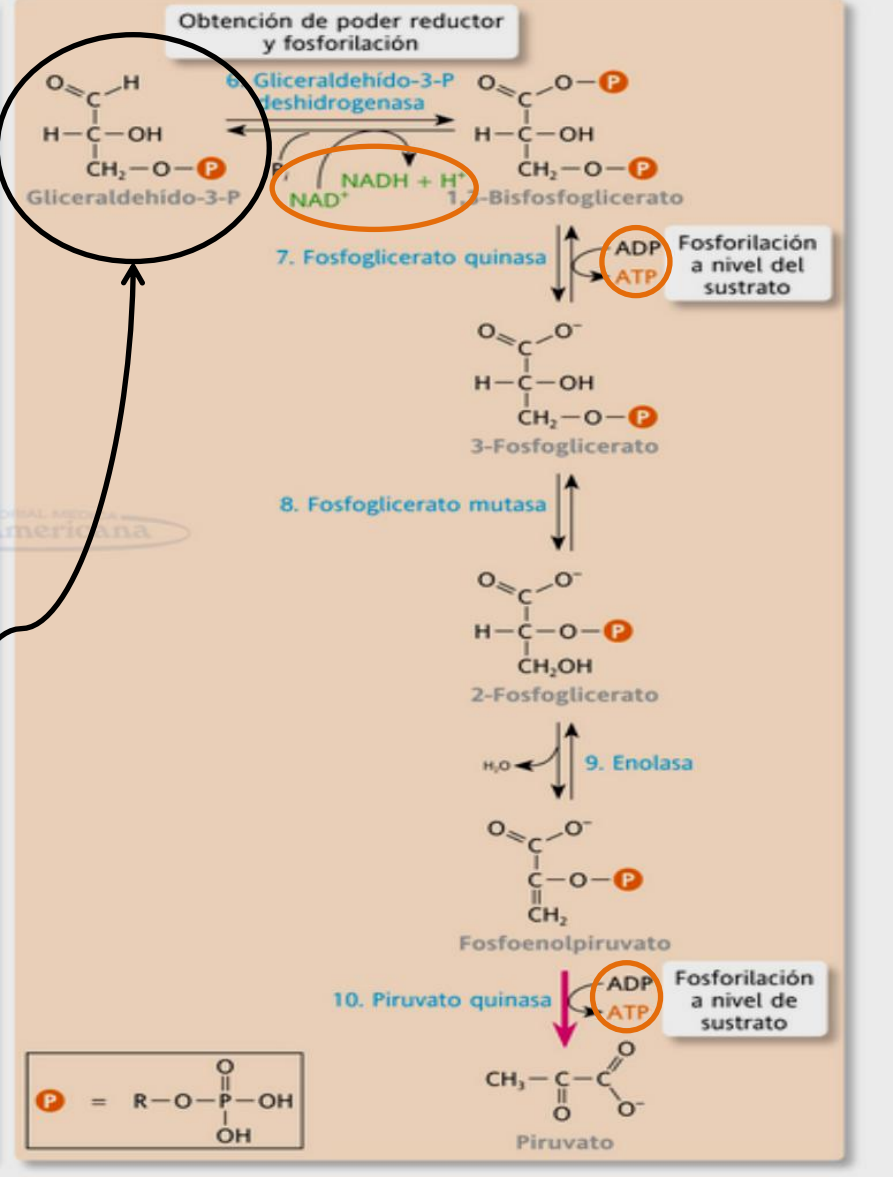 Obtención de poder reductor
y fosforilación
6. Gliceraldehído-3-P
deshidrogenasa
O
H
C
H—C—OH
CH₂—O—P
Gliceraldehído-3-P
Pi
NAD⁺
NADH + H⁺
O
O—P
C
H—C—OH
CH₂—O—P
1,3-Bisfosfoglicerato
7. Fosfoglicerato quinasa
ADP
ATP
Fosforilación
a nivel del
sustrato
O
O⁻
C
H—C—OH
CH₂—O—P
3-Fosfoglicerato
8. Fosfoglicerato mutasa
americana
O
O⁻
C
H—C—O—P
CH₂OH
2-Fosfoglicerato
H₂O
9. Enolasa
O
O⁻
C
C—O—P
CH₂
Fosfoenolpiruvato
10. Piruvato quinasa
ADP
ATP
Fosforilación
a nivel de
sustrato
O
CH₃—C—C
O
O⁻
Piruvato
O
P = R—O—P—OH
OH